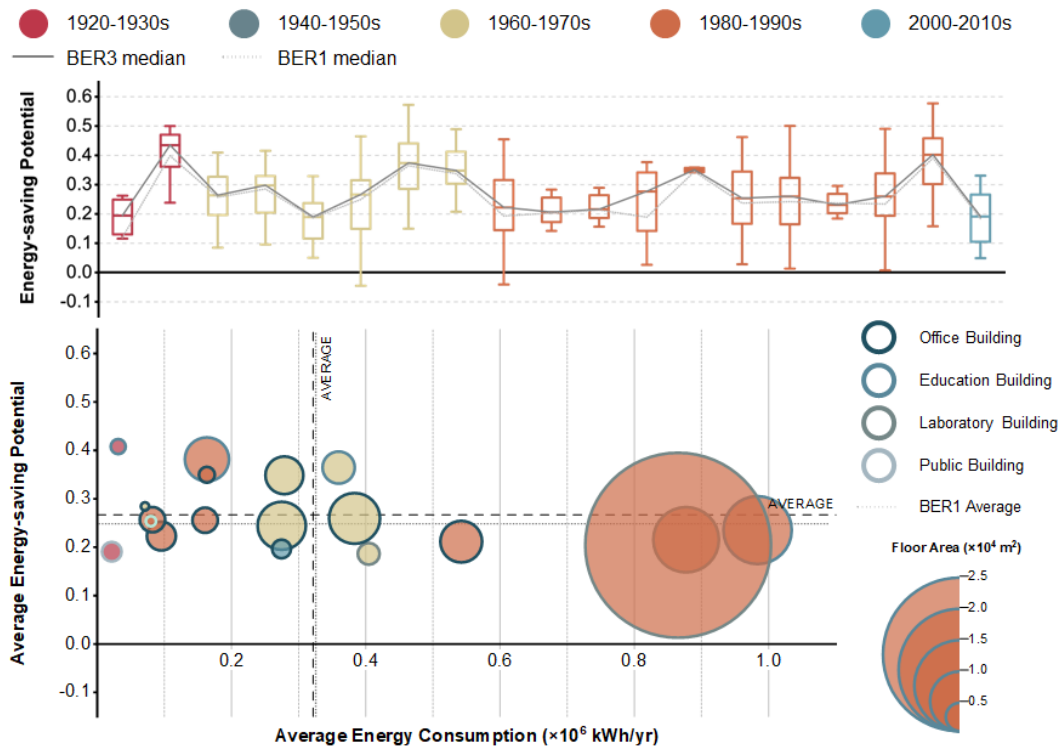 1920-1930s 1940-1950s 1960-1970s 1980-1990s 2000-2010s
BER3 median BER1 median
Energy-saving Potential
0.6
0.5
0.4
0.3
0.2
0.1
0.0
-0.1
Average Energy-saving Potential
0.6
0.5
0.4
0.3
0.2
0.1
0.0
-0.1
AVERAGE
AVERAGE
0.2 0.4 0.6 0.8 1.0
Average Energy Consumption (×10⁶ kWh/yr)
Office Building
Education Building
Laboratory Building
Public Building
BER1 Average
Floor Area (×10⁴ m²)
2.5
2.0
1.5
1.0
0.5